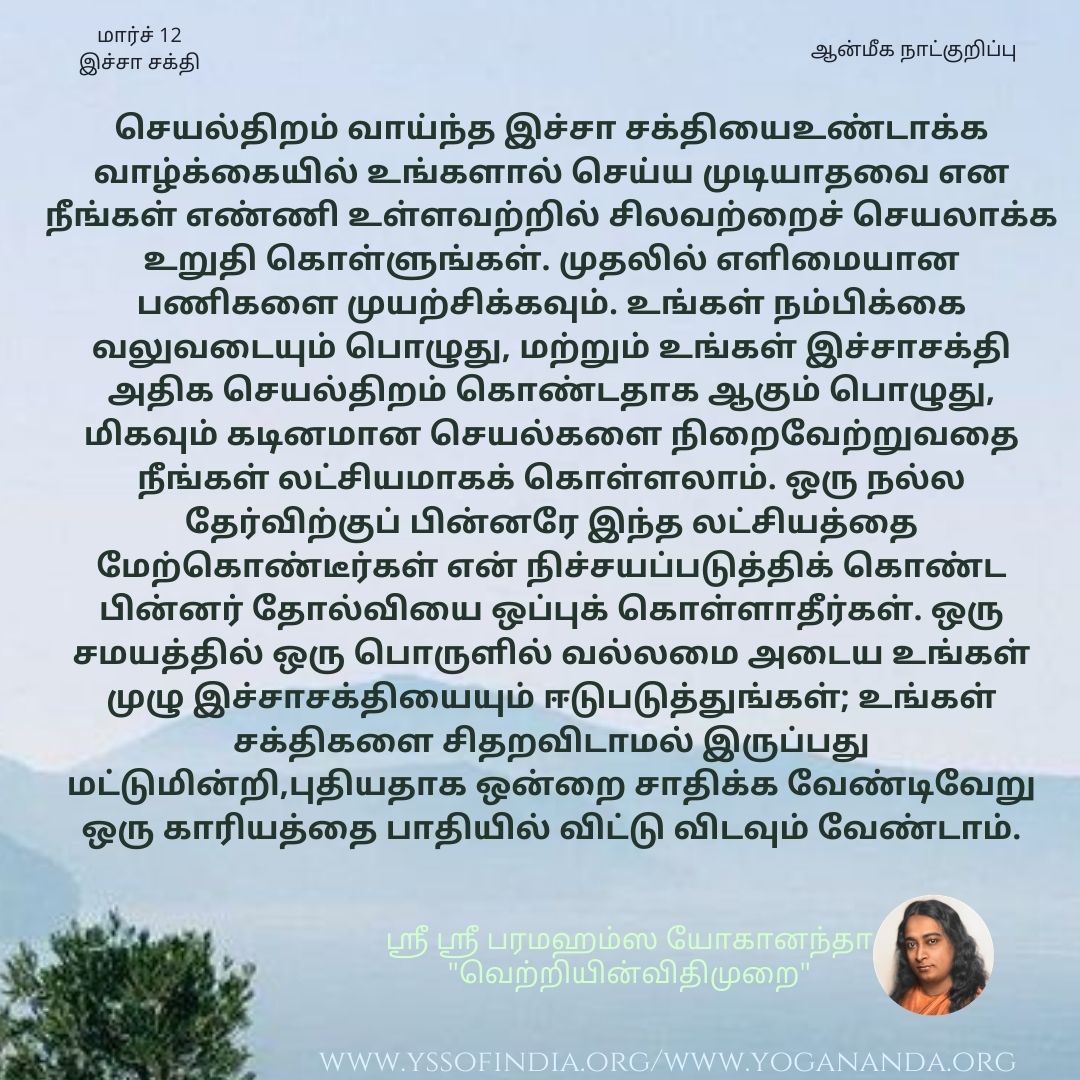 மார்ச் 12
இச்சா சக்தி
ஆன்மீக நாட்குறிப்பு
செயல்திறம் வாய்ந்த இச்சா சக்தியைஉண்டாக்க
வாழ்க்கையில் உங்களால் செய்ய முடியாதவை என
நீங்கள் எண்ணி உள்ளவற்றில் சிலவற்றைச் செயலாக்க
உறுதி கொள்ளுங்கள். முதலில் எளிமையான
பணிகளை முயற்சிக்கவும். உங்கள் நம்பிக்கை
வலுவடையும் பொழுது, மற்றும் உங்கள் இச்சாசக்தி
அதிக செயல்திறம் கொண்டதாக ஆகும் பொழுது,
மிகவும் கடினமான செயல்களை நிறைவேற்றுவதை
நீங்கள் லட்சியமாகக் கொள்ளலாம். ஒரு நல்ல
தேர்விற்குப் பின்னரே இந்த லட்சியத்தை
மேற்கொண்டீர்கள் என் நிச்சயப்படுத்திக் கொண்ட
பின்னர் தோல்வியை ஒப்புக் கொள்ளாதீர்கள். ஒரு
சமயத்தில் ஒரு பொருளில் வல்லமை அடைய உங்கள்
முழு இச்சாசக்தியையும் ஈடுபடுத்துங்கள்; உங்கள்
சக்திகளை சிதறவிடாமல் இருப்பது
மட்டுமின்றி,புதியதாக ஒன்றை சாதிக்க வேண்டிவேறு
ஒரு காரியத்தை பாதியில் விட்டு விடவும் வேண்டாம்.
ஸ்ரீ ஸ்ரீ பரமஹம்ஸ யோகானந்தா
"வெற்றியின்விதிமுறை"
WWW.YSSOFINDIA.ORG/WWW.YOGANANDA.ORG